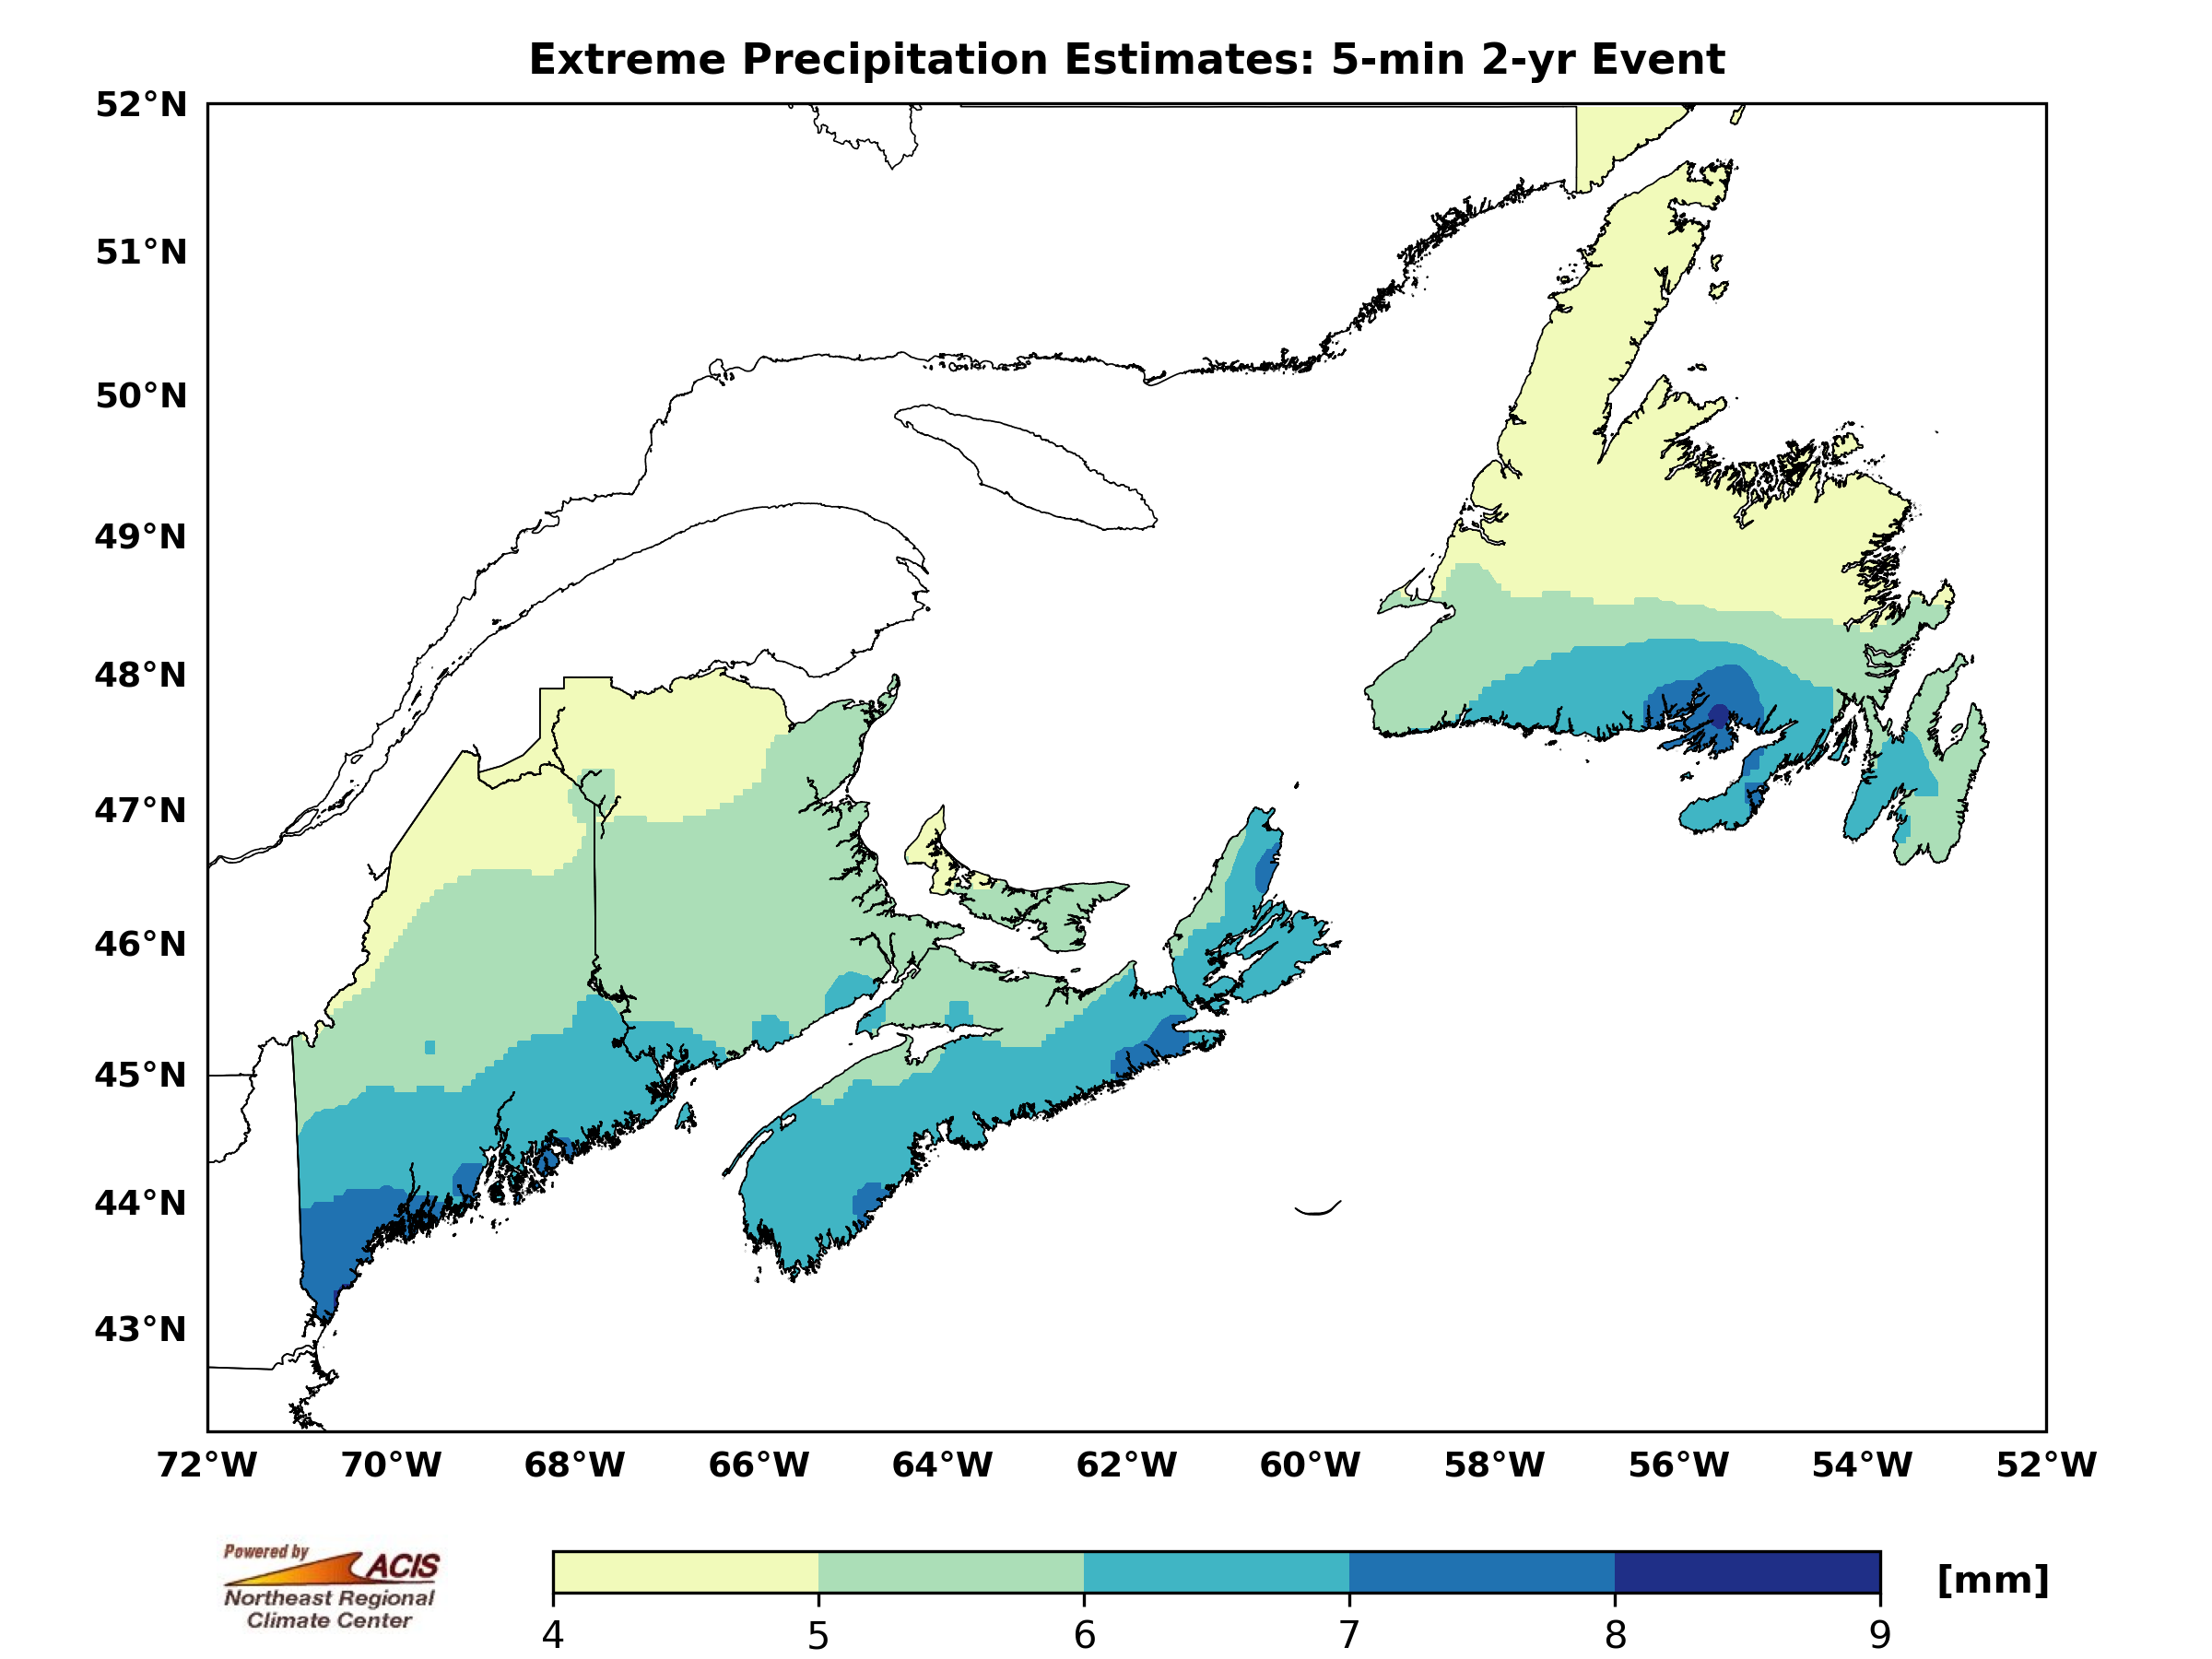 Extreme Precipitation Estimates: 5-min 2-yr Event
52°N
51°N
50°N
49°N
48°N
47°N
46°N
45°N
44°N
43°N
72°W 70°W 68°W 66°W 64°W 62°W 60°W 58°W 56°W 54°W 52°W
Powered by
ACIS
Northeast Regional
Climate Center
[mm]
4 5 6 7 8 9